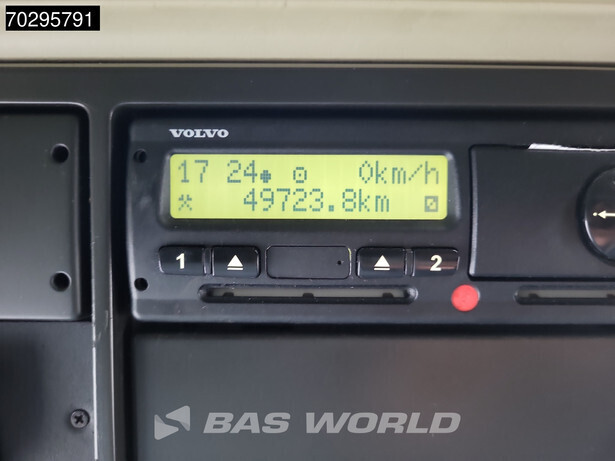 70295791
VOLVO
17 24 0km/h
49723.8km
1 2
BAS WORLD